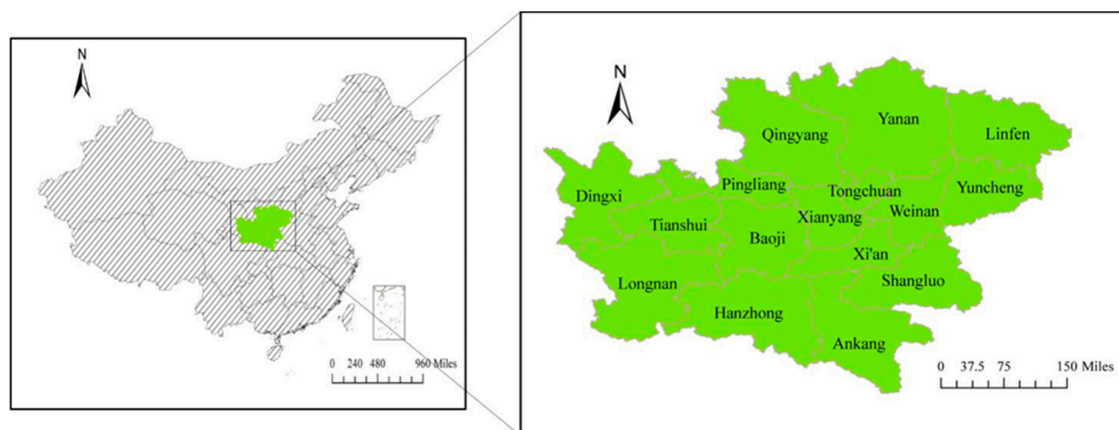 N
0 240 480 960 Miles
N
Yanan
Qingyang
Linfen
Pingliang
Tongchuan
Yuncheng
Dingxi
Xianyang
Weinan
Tianshui
Baoji
Xi'an
Longnan
Shangluo
Hanzhong
Ankang
0 37.5 75 150 Miles